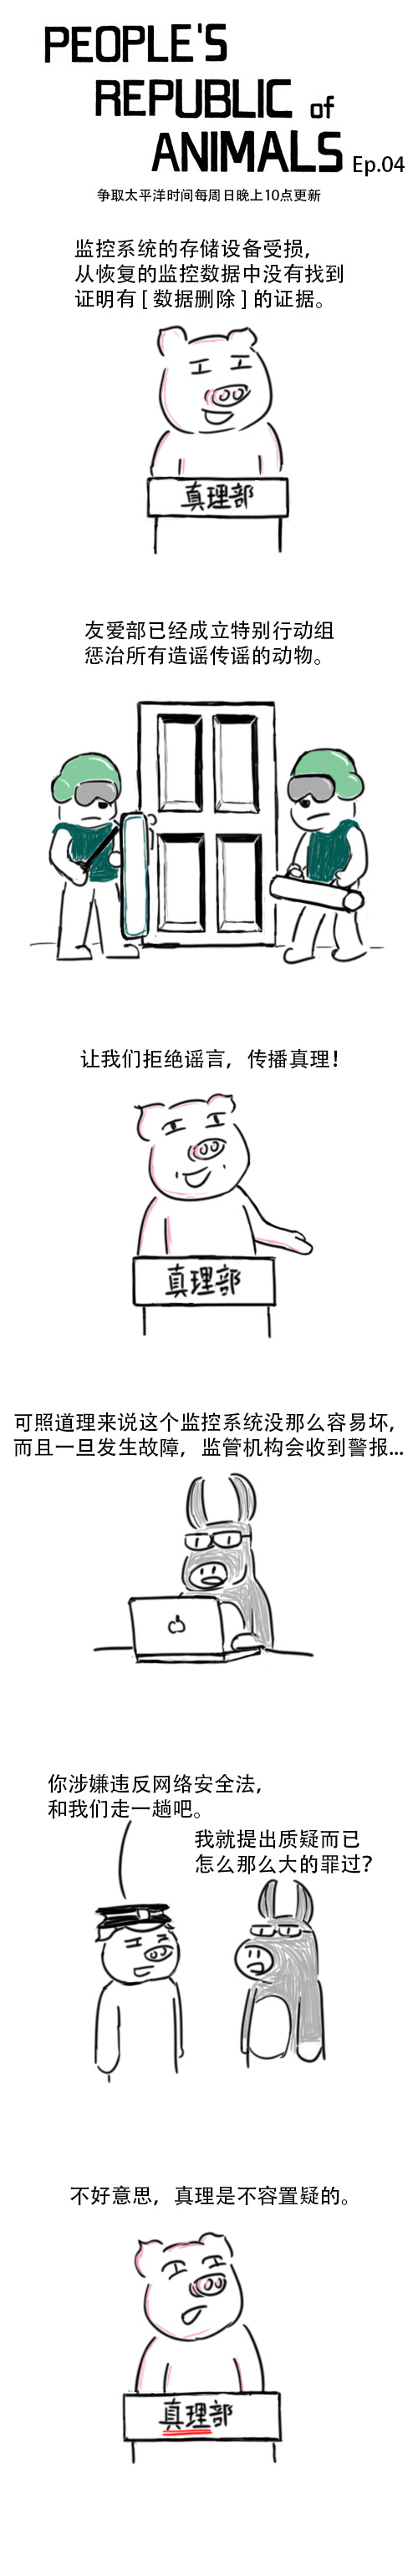 PEOPLE'S
REPUBLIC of
ANIMALS Ep.04
争取太平洋时间每周日晚上10点更新
监控系统的存储设备受损,
从恢复的监控数据中没有找到
证明有[数据删除]的证据。
真理部
友爱部已经成立特别行动组
惩治所有造谣传谣的动物。
让我们拒绝谣言，传播真理！
真理部
可照道理来说这个监控系统没那么容易坏,
而且一旦发生故障，监管机构会收到警报...
你涉嫌违反网络安全法,
和我们走一趟吧。
我就提出质疑而已
怎么那么大的罪过？
不好意思，真理是不容置疑的。
真理部